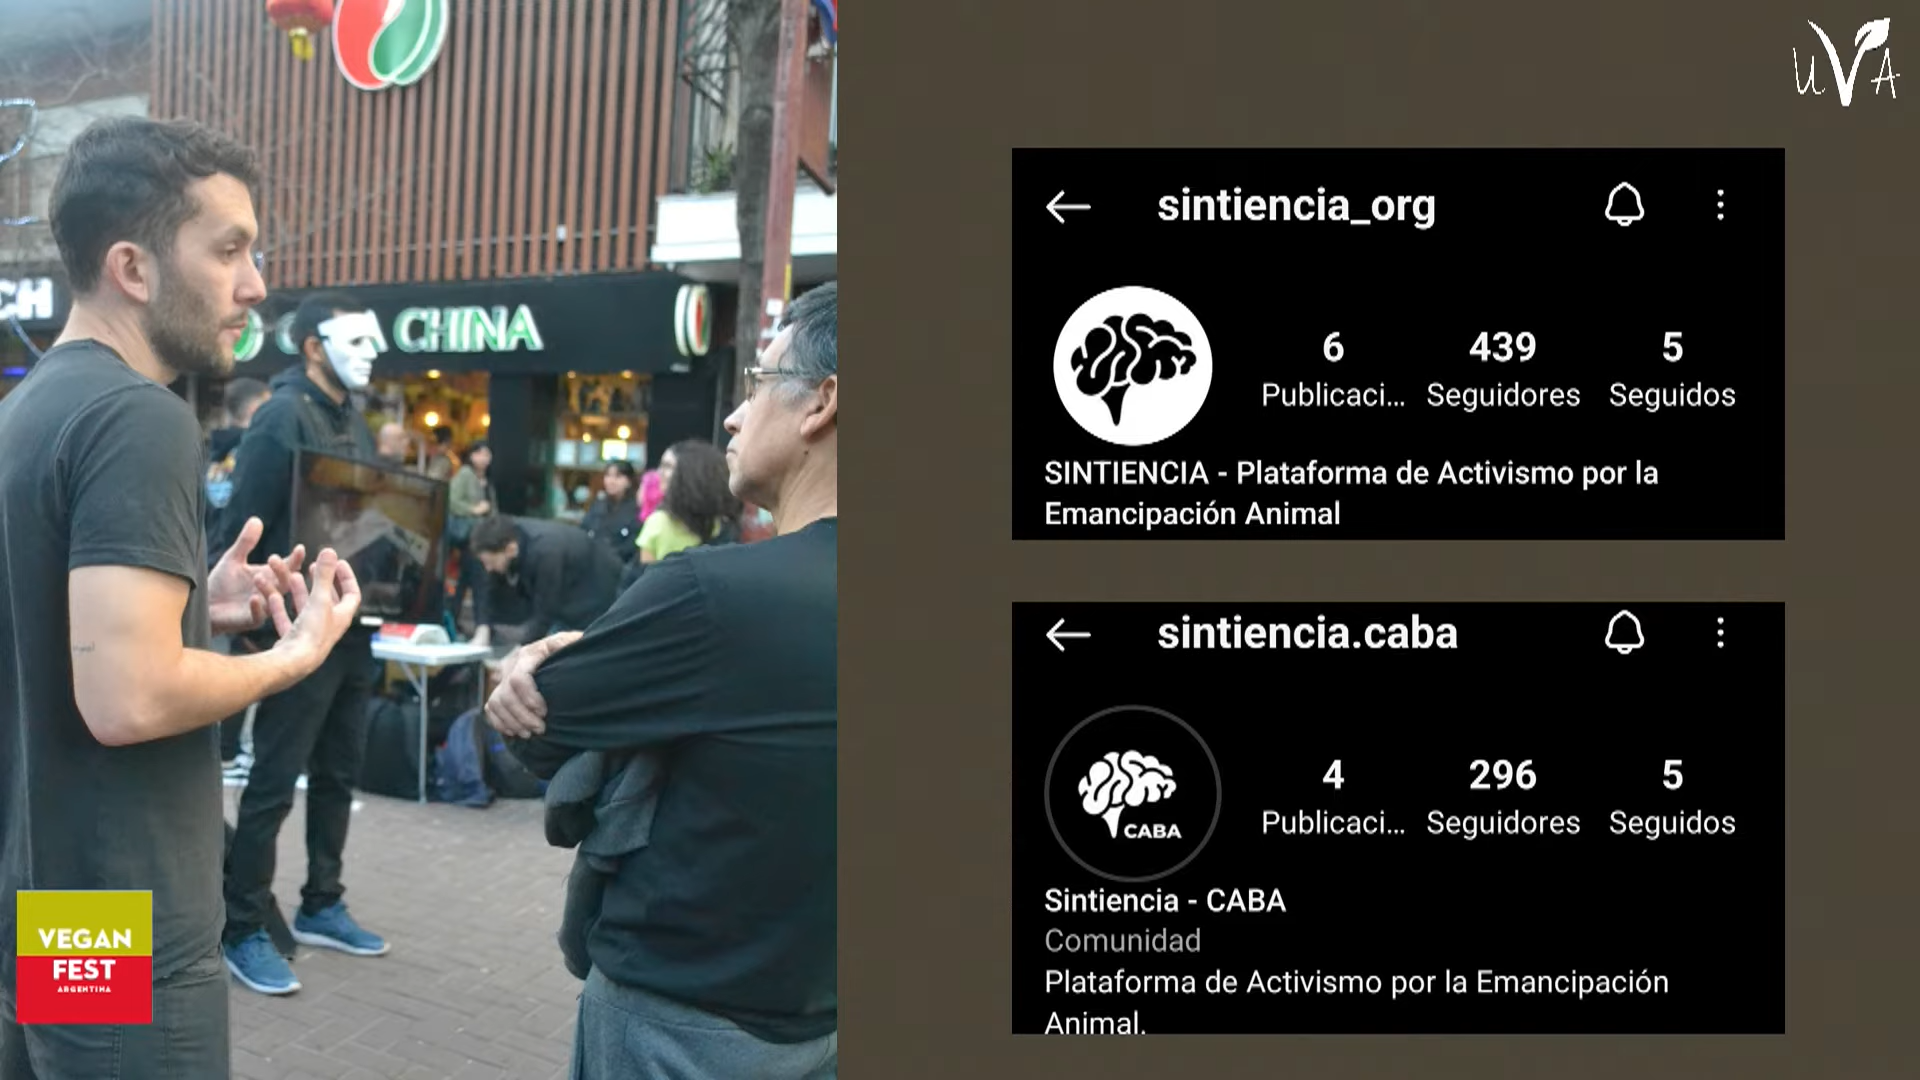 CH
CHINA
VEGAN
FEST
ARGENTINA
UVA
sintiencia_org
6
439
5
Publicaci...
Seguidores
Seguidos
SINTIENCIA - Plataforma de Activismo por la
Emancipación Animal
sintiencia.caba
4
296
5
Publicaci...
Seguidores
Seguidos
CABA
Sintiencia - CABA
Comunidad
Plataforma de Activismo por la Emancipación
Animal.